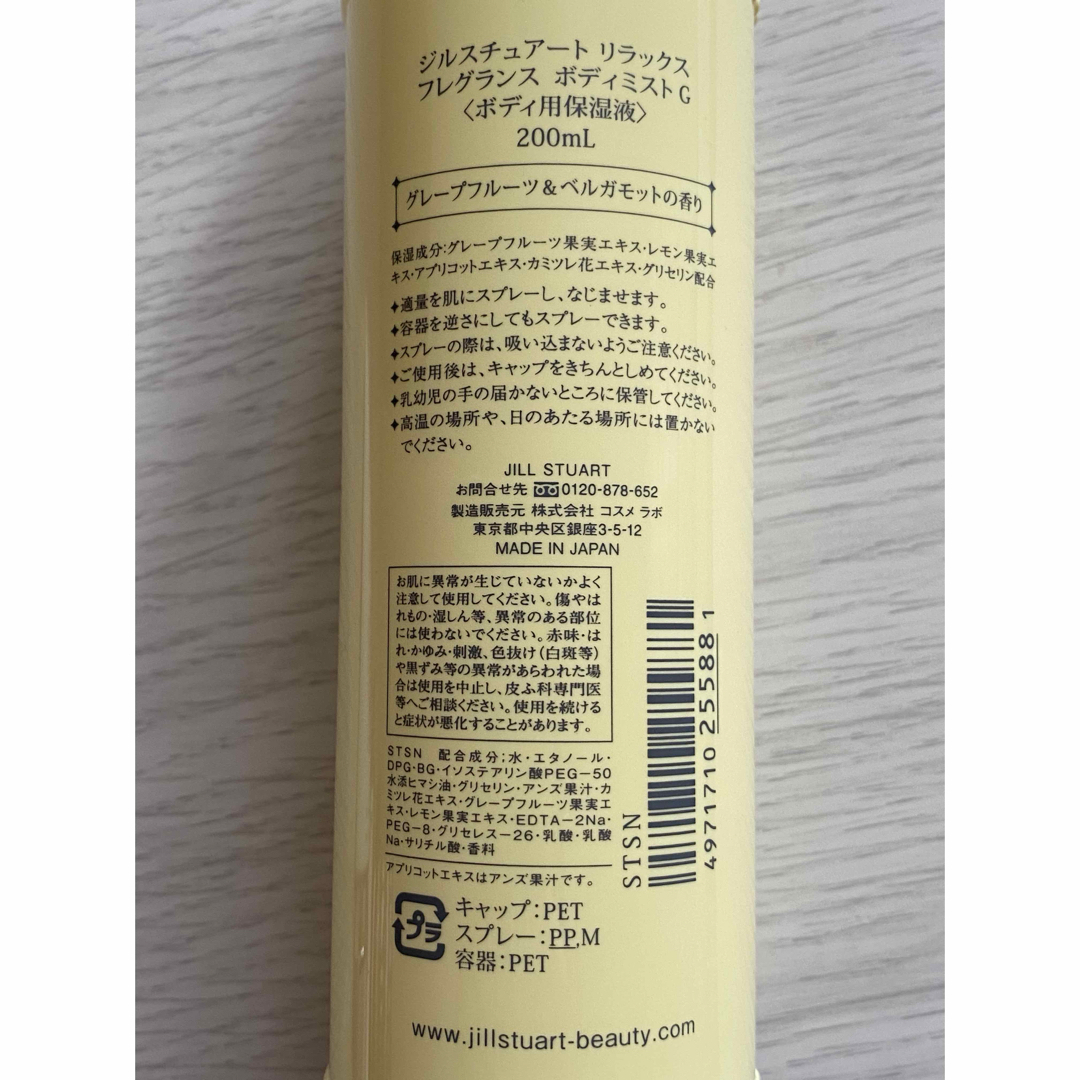 ジルスチュアート リラックス
フレグランス ボディミスト G
〈ボディ用保湿液〉
200mL
グレープフルーツ&ベルガモットの香り
保湿成分:グレープフルーツ果実エキス・レモン果実エ
キス・アプリコットエキス・カミツレ花エキス・グリセリン配合
✦適量を肌にスプレーし、なじませます。
✦容器を逆さにしてもスプレーできます。
✦スプレーの際は、吸い込まないようご注意ください。
✦ご使用後は、キャップをきちんとしめてください。
✦乳幼児の手の届かないところに保管してください。
✦高温の場所や、日のあたる場所には置かない
でください。
JILL STUART
お問合せ先 0120-878-652
製造販売元 株式会社 コスメ ラボ
東京都中央区銀座3-5-12
MADE IN JAPAN
お肌に異常が生じていないかよく
注意して使用してください。傷やは
れもの・湿しん等、異常のある部位
には使わないでください。赤味・は
れ・かゆみ・刺激、色抜け(白斑等)
や黒ずみ等の異常があらわれた場
合は使用を中止し、皮ふ科専門医
等へご相談ください。使用を続ける
と症状が悪化することがあります。
STSN 配合成分:水・エタノール・
DPG・BG・イソステアリン酸PEG-50
水添ヒマシ油・グリセリン・アンズ果汁・カ
ミツレ花エキス・グレープフルーツ果実エ
キス・レモン果実エキス・EDTA-2Na・
PEG-8・グリセレス-26・乳酸・乳酸
Na・サリチル酸・香料
アプリコットエキスはアンズ果汁です。
STSN
4971710 255881
プラ
キャップ:PET
スプレー:PP,M
容器:PET
www.jillstuart-beauty.com